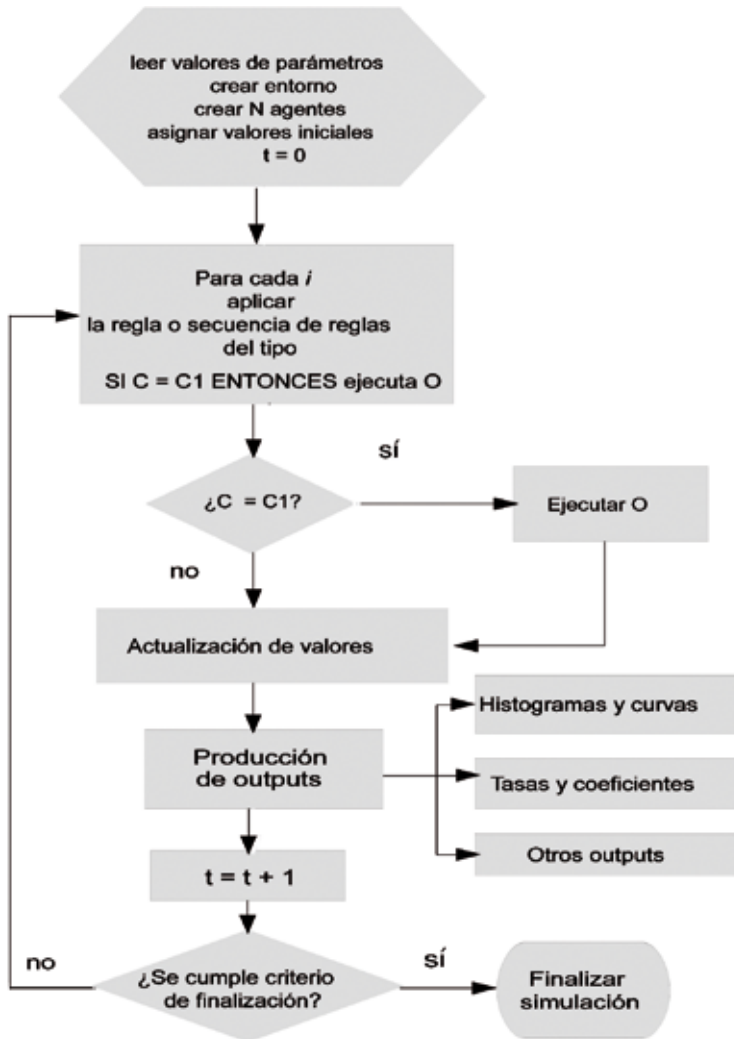 leer valores de parámetros
crear entorno
crear N agentes
asignar valores iniciales
t = 0
Para cada i
aplicar
la regla o secuencia de reglas
del tipo
SI C = C1 ENTONCES ejecuta O
sí
¿C = C1?
Ejecutar O
no
Actualización de valores
Histogramas y curvas
Producción
de outputs
Tasas y coeficientes
Otros outputs
t = t + 1
no
¿Se cumple criterio
de finalización?
sí
Finalizar
simulación